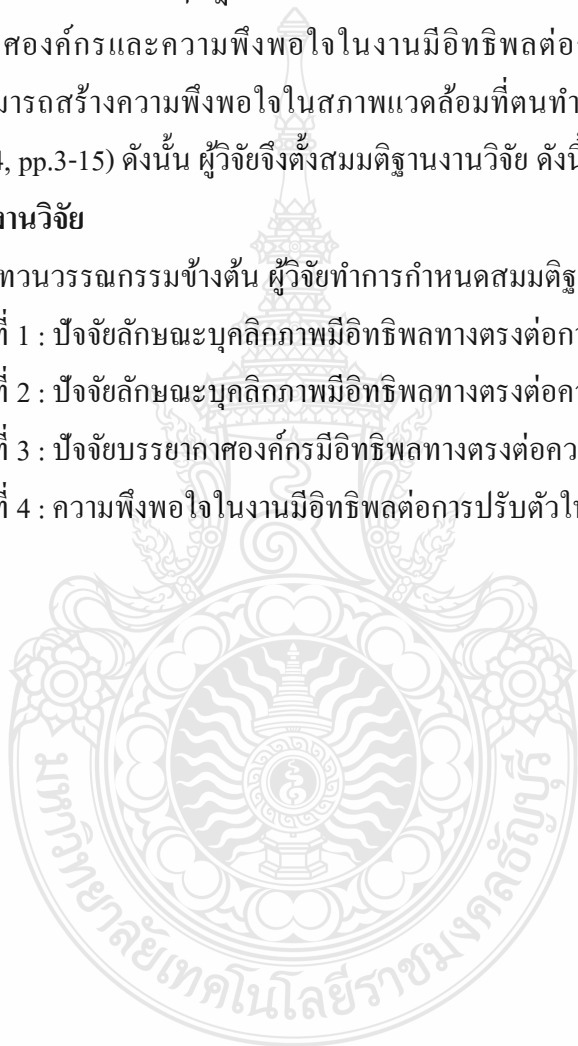 ศองค์กรและความพึงพอใจในงานมีอิทธิพลต่อ
มารถสร้างความพึงพอใจในสภาพแวดล้อมที่ตนทำ
4, pp.3-15) ดังนั้น ผู้วิจัยจึงตั้งสมมติฐานงานวิจัย ดังนี้
งานวิจัย
ทวนวรรณกรรมข้างต้น ผู้วิจัยทำการกำหนดสมมติฐ
ที่ 1 : ปัจจัยลักษณะบุคลิกภาพมีอิทธิพลทางตรงต่อกา
ที่ 2 : ปัจจัยลักษณะบุคลิกภาพมีอิทธิพลทางตรงต่อควา
ที่ 3 : ปัจจัยบรรยากาศองค์กรมีอิทธิพลทางตรงต่อควา
ที่ 4 : ความพึงพอใจในงานมีอิทธิพลต่อการปรับตัวใน
มหาวิทยาลัยเทคโนโลยีราชมงคลธัญบุรี